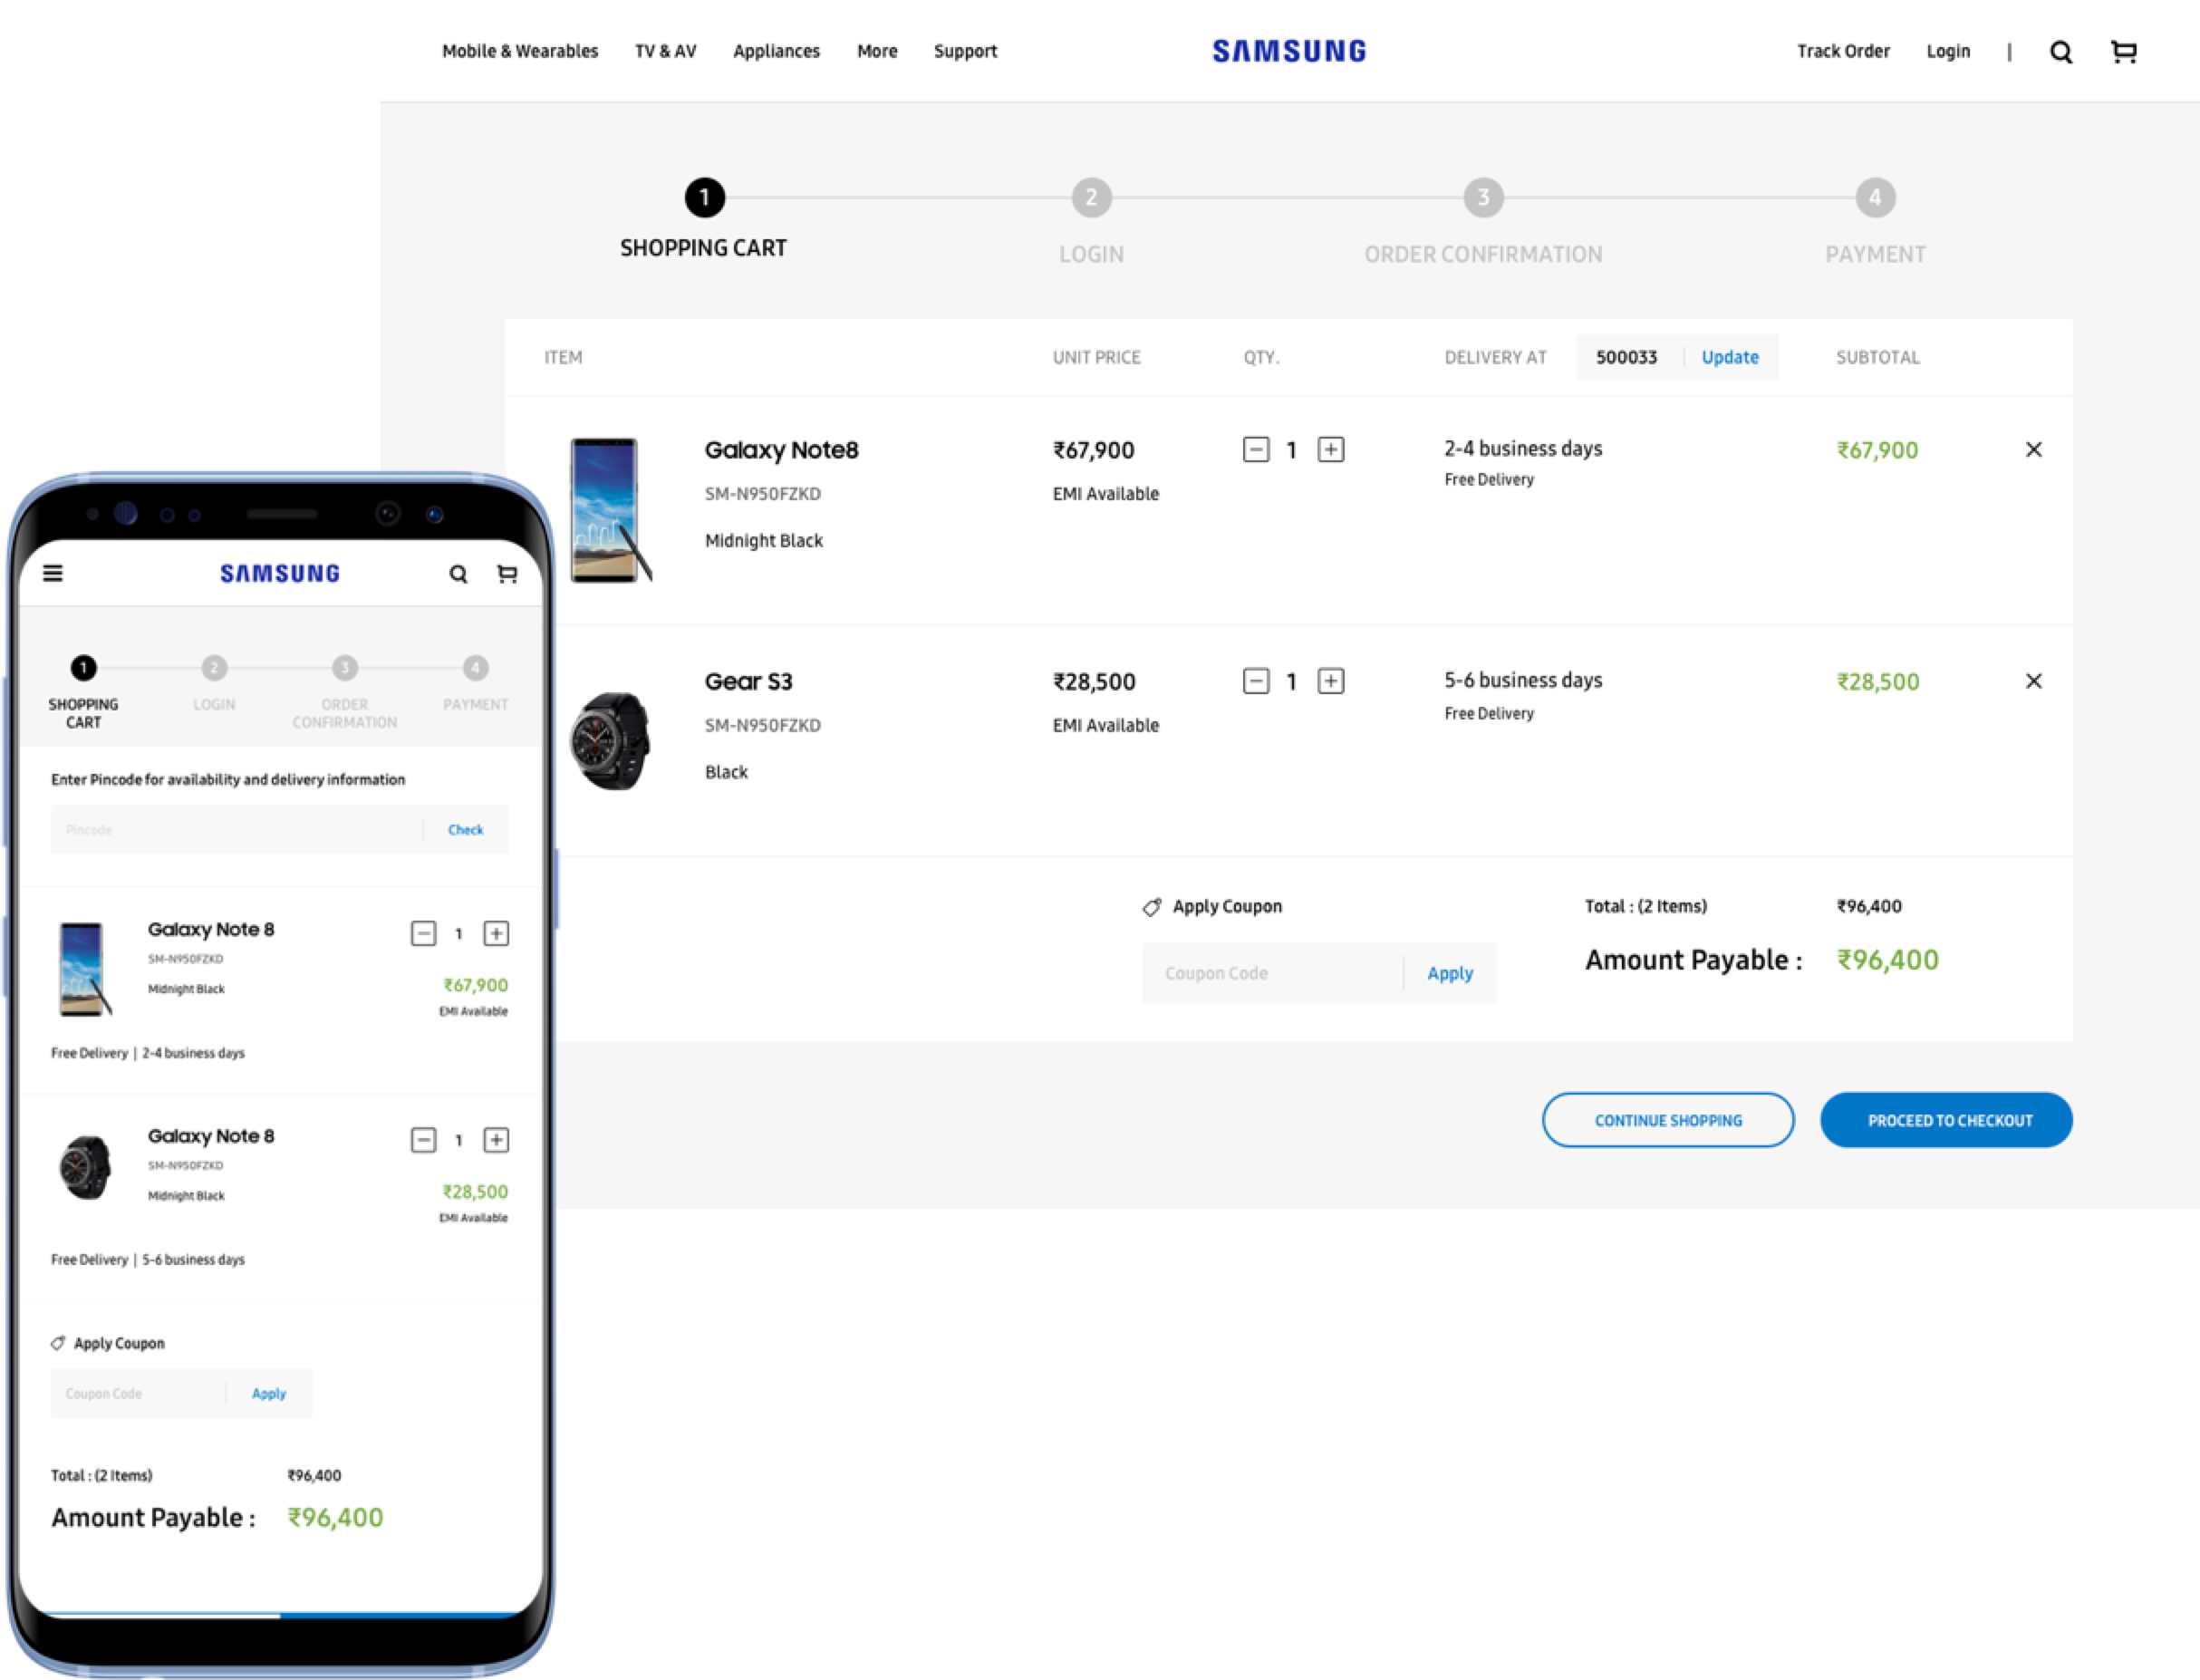 Mobile & Wearables TV & AV Appliances More Support SAMSUNG Track Order Login |
1 2 3 4
SHOPPING CART LOGIN ORDER CONFIRMATION PAYMENT
ITEM UNIT PRICE QTY. DELIVERY AT 500033 Update SUBTOTAL
Galaxy Note8 ₹67,900 1 2-4 business days ₹67,900
SM-N950FZKD EMI Available Free Delivery
Midnight Black
Gear S3 ₹28,500 1 5-6 business days ₹28,500
SM-N950FZKD EMI Available Free Delivery
Black
Apply Coupon Total : (2 Items) ₹96,400
Coupon Code Apply Amount Payable : ₹96,400
CONTINUE SHOPPING PROCEED TO CHECKOUT
SAMSUNG
1 2 3 4
SHOPPING CART LOGIN ORDER CONFIRMATION PAYMENT
Enter Pincode for availability and delivery information
Pincode Check
Galaxy Note 8 1
SM-N950FZKD
Midnight Black ₹67,900
EMI Available
Free Delivery | 2-4 business days
Galaxy Note 8 1
SM-N950FZKD
Midnight Black ₹28,500
EMI Available
Free Delivery | 5-6 business days
Apply Coupon
Coupon Code Apply
Total : (2 Items) ₹96,400
Amount Payable : ₹96,400